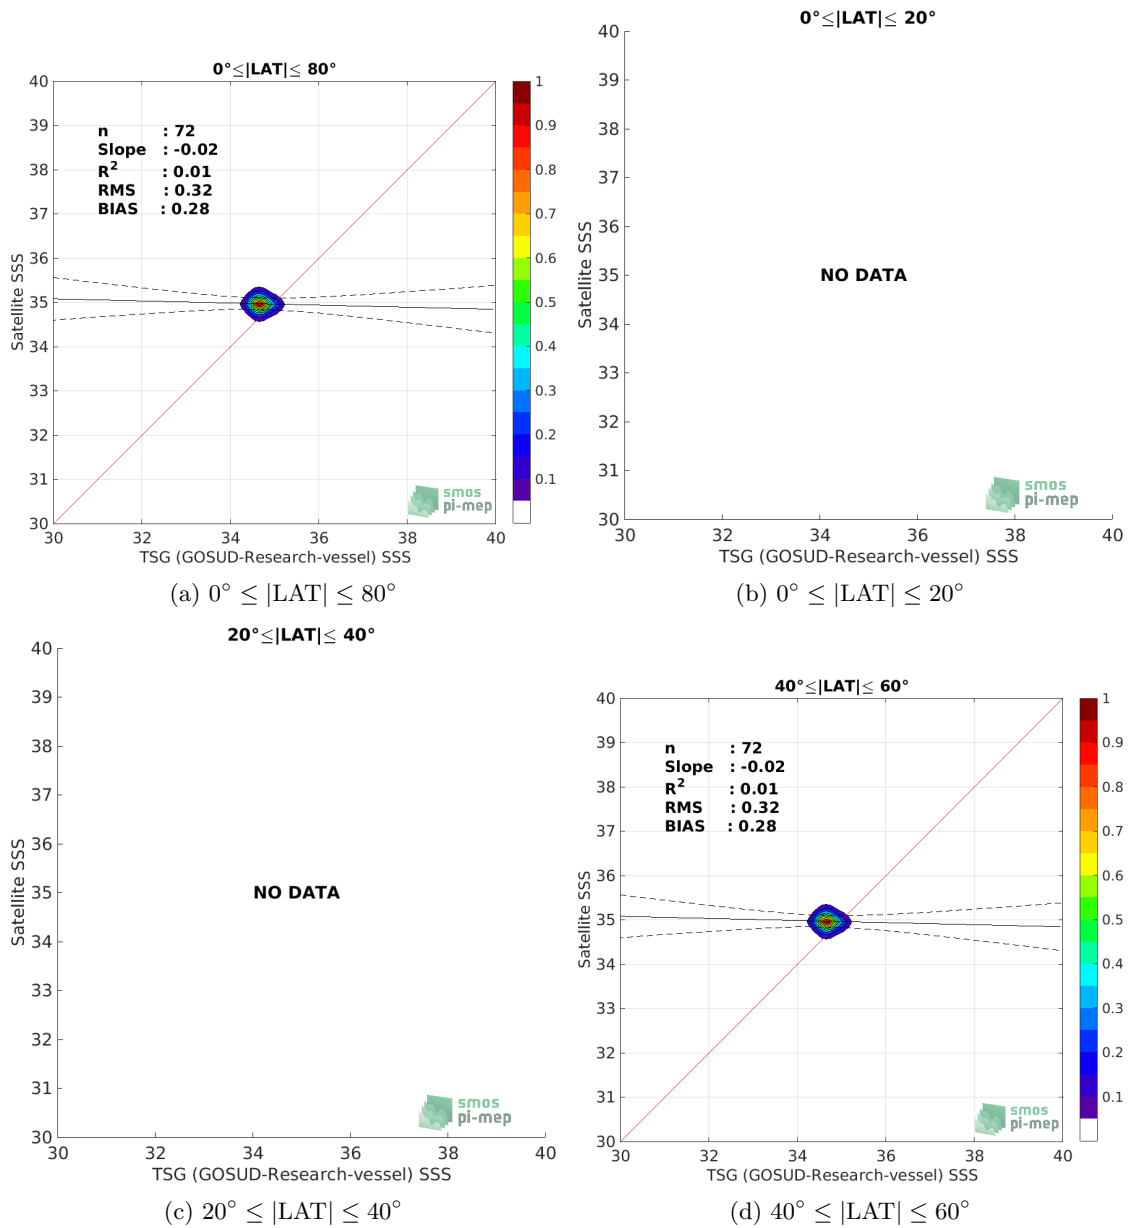 0°≤|LAT|≤ 80°
40
39
38
37
36
35
34
33
32
31
30
30
32
34
36
38
40
Satellite SSS
TSG (GOSUD-Research-vessel) SSS
n : 72
Slope : -0.02
R² : 0.01
RMS : 0.32
BIAS : 0.28
1
0.9
0.8
0.7
0.6
0.5
0.4
0.3
0.2
0.1
smos
pi-mep
(a) 0° ≤ |LAT| ≤ 80°
0°≤|LAT|≤ 20°
40
39
38
37
36
35
34
33
32
31
30
30
32
34
36
38
40
Satellite SSS
TSG (GOSUD-Research-vessel) SSS
NO DATA
smos
pi-mep
(b) 0° ≤ |LAT| ≤ 20°
20°≤|LAT|≤ 40°
40
39
38
37
36
35
34
33
32
31
30
30
32
34
36
38
40
Satellite SSS
TSG (GOSUD-Research-vessel) SSS
NO DATA
smos
pi-mep
(c) 20° ≤ |LAT| ≤ 40°
40°≤|LAT|≤ 60°
40
39
38
37
36
35
34
33
32
31
30
30
32
34
36
38
40
Satellite SSS
TSG (GOSUD-Research-vessel) SSS
n : 72
Slope : -0.02
R² : 0.01
RMS : 0.32
BIAS : 0.28
1
0.9
0.8
0.7
0.6
0.5
0.4
0.3
0.2
0.1
smos
pi-mep
(d) 40° ≤ |LAT| ≤ 60°